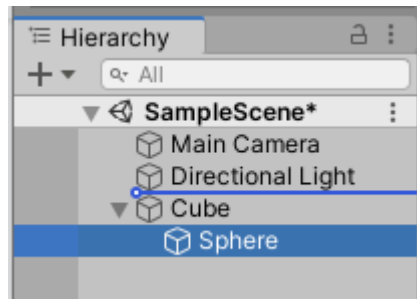 Hierarchy
All
SampleScene*
Main Camera
Directional Light
Cube
Sphere